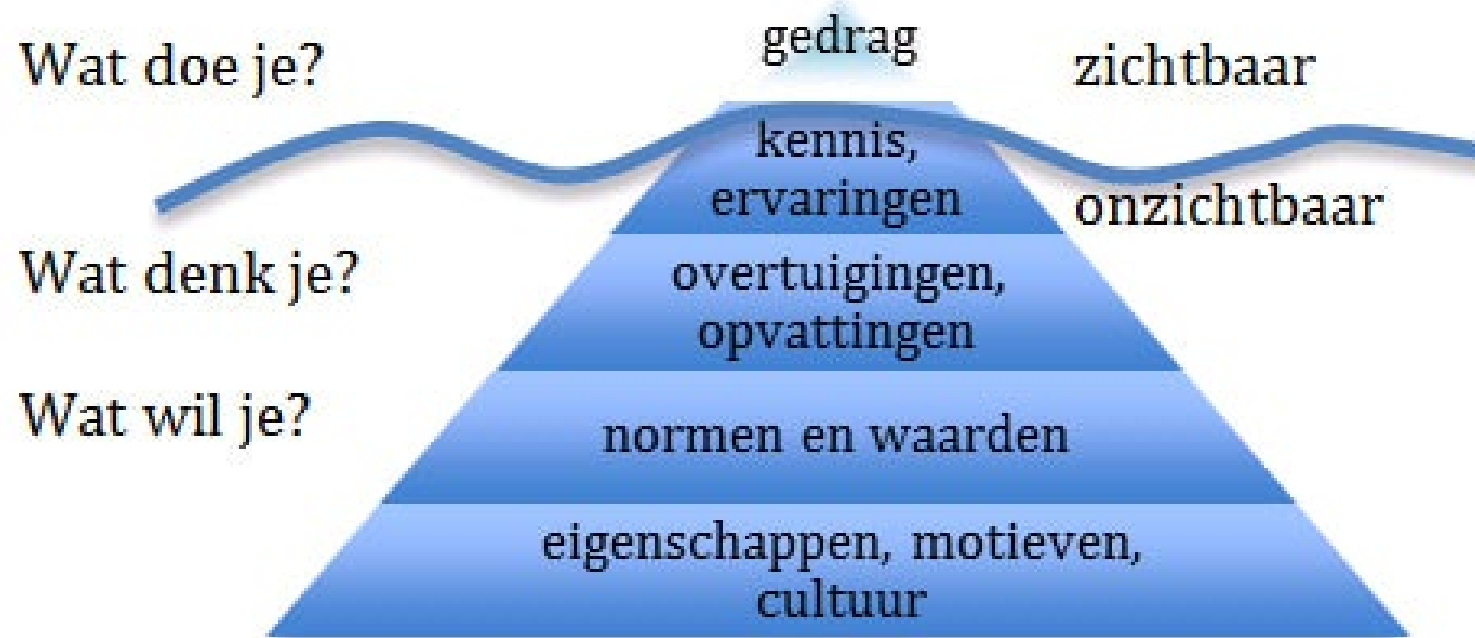 Wat doe je?
gedrag
zichtbaar
kennis,
ervaringen
onzichtbaar
Wat denk je?
overtuigingen,
opvattingen
Wat wil je?
normen en waarden
eigenschappen, motieven,
cultuur